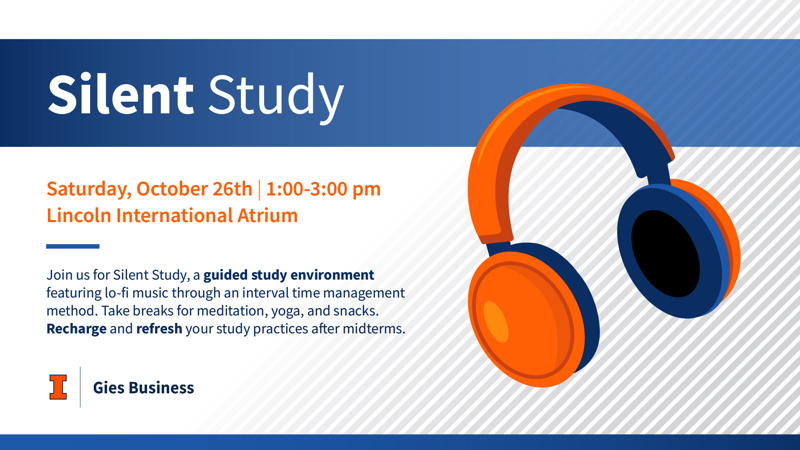 Silent Study
Saturday, October 26th | 1:00-3:00 pm
Lincoln International Atrium
Join us for Silent Study, a guided study environment
featuring lo-fi music through an interval time management
method. Take breaks for meditation, yoga, and snacks.
Recharge and refresh your study practices after midterms.
I
Gies Business